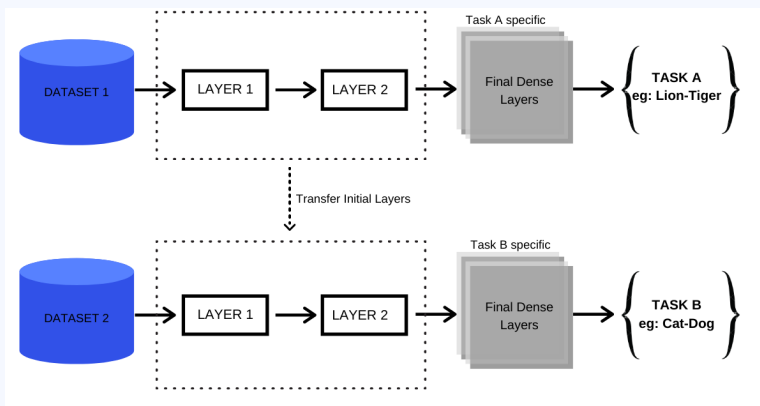 Task A specific
DATASET 1
LAYER 1
LAYER 2
Final Dense
Layers
TASK A
eg: Lion-Tiger
Transfer Initial Layers
Task B specific
DATASET 2
LAYER 1
LAYER 2
Final Dense
Layers
TASK B
eg: Cat-Dog